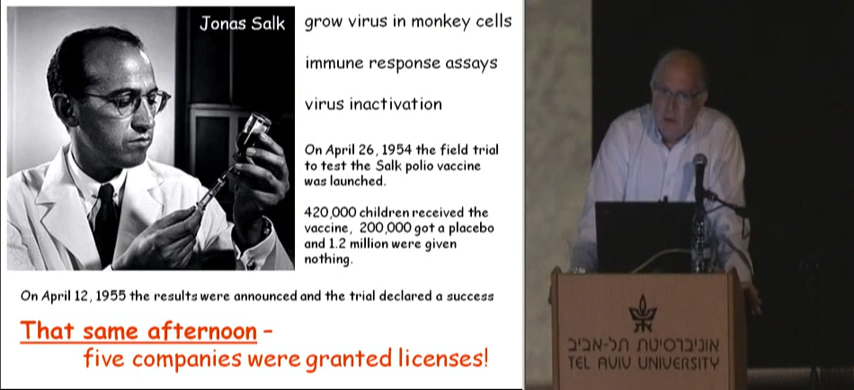 Jonas Salk
grow virus in monkey cells
immune response assays
virus inactivation
On April 26, 1954 the field trial
to test the Salk polio vaccine
was launched.
420,000 children received the
vaccine, 200,000 got a placebo
and 1.2 million were given
nothing.
On April 12, 1955 the results were announced and the trial declared a success
That same afternoon –
five companies were granted licenses!
אוניברסיטת תל-אביב
TEL AVIV UNIVERSITY